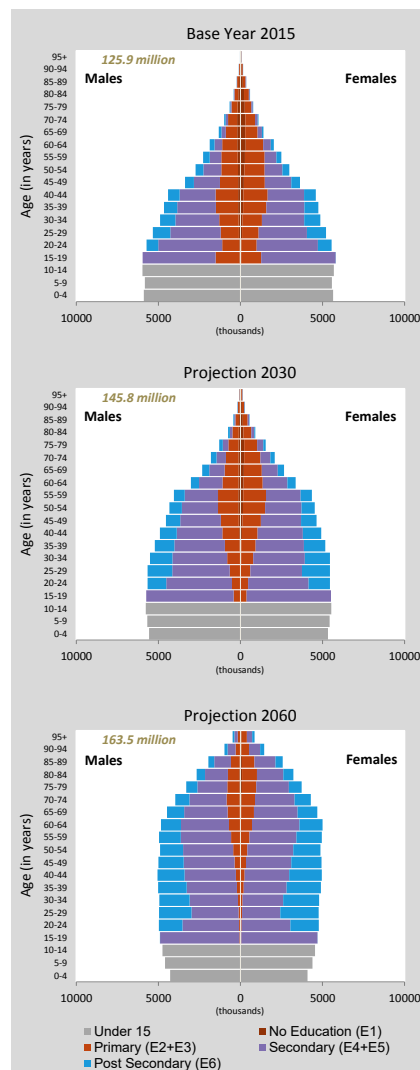 Base Year 2015
125.9 million
Males
Females
Age (in years)
95+
90-94
85-89
80-84
75-79
70-74
65-69
60-64
55-59
50-54
45-49
40-44
35-39
30-34
25-29
20-24
15-19
10-14
5-9
0-4
10000 5000 0 5000 10000
(thousands)
Projection 2030
145.8 million
Males
Females
Age (in years)
95+
90-94
85-89
80-84
75-79
70-74
65-69
60-64
55-59
50-54
45-49
40-44
35-39
30-34
25-29
20-24
15-19
10-14
5-9
0-4
10000 5000 0 5000 10000
(thousands)
Projection 2060
163.5 million
Males
Females
Age (in years)
95+
90-94
85-89
80-84
75-79
70-74
65-69
60-64
55-59
50-54
45-49
40-44
35-39
30-34
25-29
20-24
15-19
10-14
5-9
0-4
10000 5000 0 5000 10000
(thousands)
Under 15 No Education (E1)
Primary (E2+E3) Secondary (E4+E5)
Post Secondary (E6)